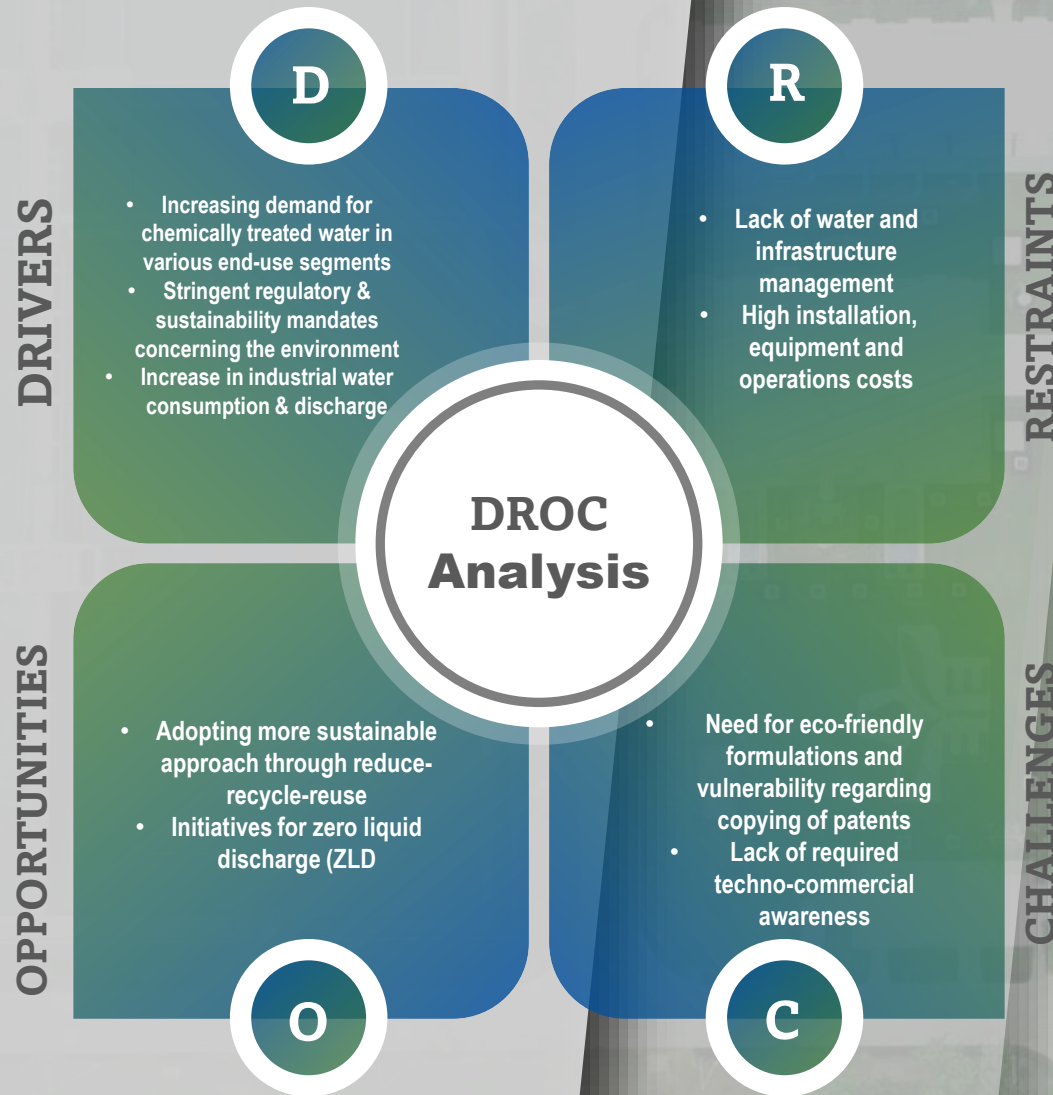 D
DRIVERS
• Increasing demand for
chemically treated water in
various end-use segments
• Stringent regulatory &
sustainability mandates
concerning the environment
• Increase in industrial water
consumption & discharge
R
RESTRAINTS
• Lack of water and
infrastructure
management
• High installation,
equipment and
operations costs
DROC
Analysis
OPPORTUNITIES
• Adopting more sustainable
approach through reduce-
recycle-reuse
• Initiatives for zero liquid
discharge (ZLD
O
CHALLENGES
• Need for eco-friendly
formulations and
vulnerability regarding
copying of patents
• Lack of required
techno-commercial
awareness
C